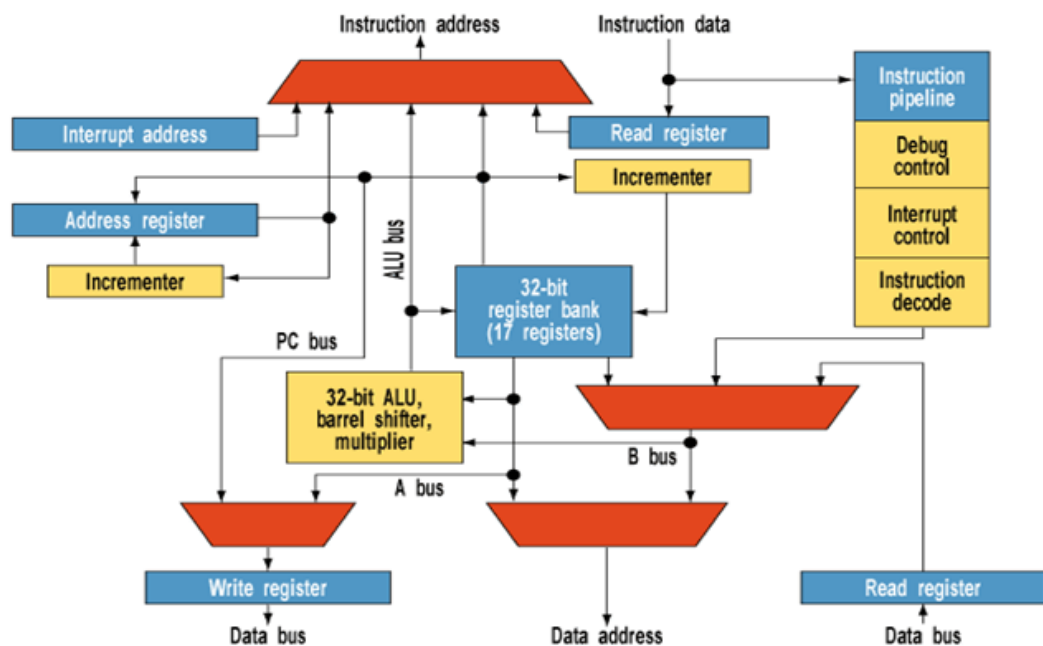 Instruction address
Instruction data
Instruction
pipeline
Interrupt address
Read register
Debug
control
Incrementer
Address register
Interrupt
control
ALU bus
Incrementer
32-bit
register bank
(17 registers)
Instruction
decode
PC bus
32-bit ALU,
barrel shifter,
multiplier
B bus
A bus
Write register
Read register
Data bus
Data address
Data bus